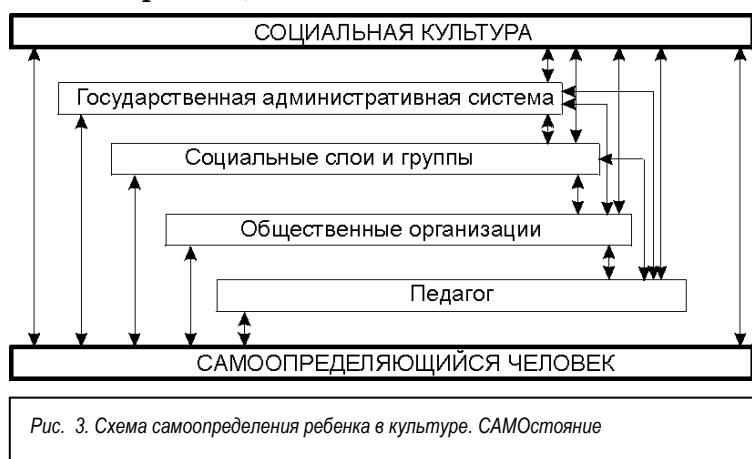 СОЦИАЛЬНАЯ КУЛЬТУРА
Государственная административная система
Социальные слои и группы
Общественные организации
Педагог
САМООПРЕДЕЛЯЮЩИЙСЯ ЧЕЛОВЕК
Рис. 3. Схема самоопределения ребенка в культуре. САМОстояние